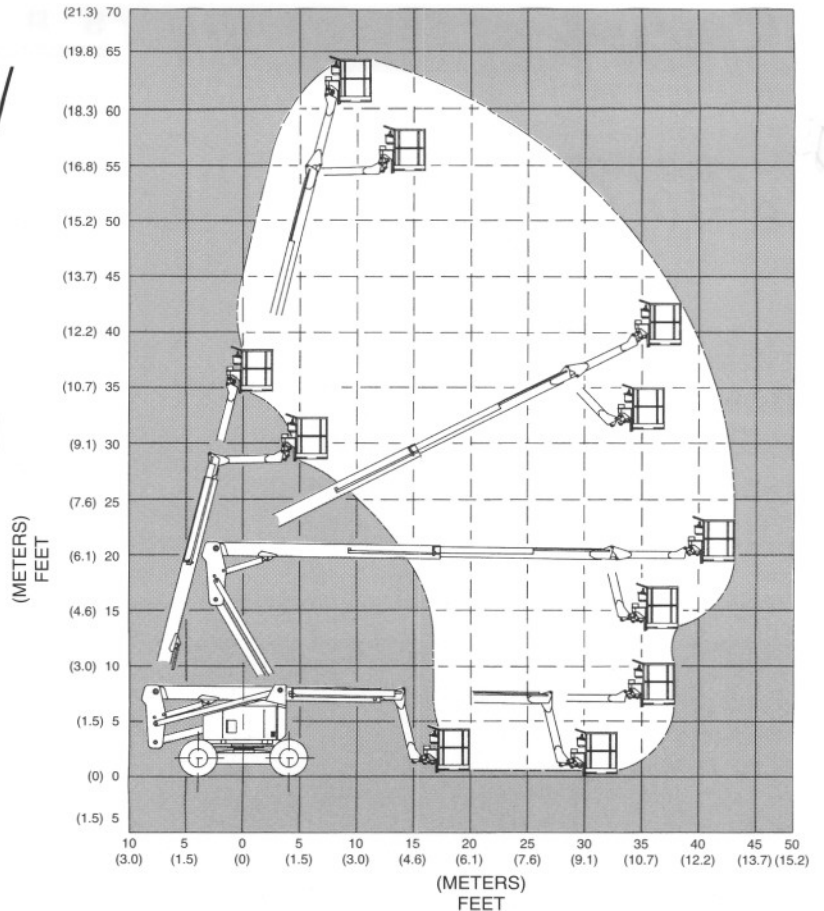 (21.3) 70
(19.8) 65
(18.3) 60
(16.8) 55
(15.2) 50
(13.7) 45
(12.2) 40
(10.7) 35
(9.1) 30
(7.6) 25
(6.1) 20
(4.6) 15
(3.0) 10
(1.5) 5
(0) 0
(1.5) 5
(METERS)
FEET
10 5 0 5 10 15 20 25 30 35 40 45 50
(3.0) (1.5) (0) (1.5) (3.0) (4.6) (6.1) (7.6) (9.1) (10.7) (12.2) (13.7) (15.2)
(METERS)
FEET